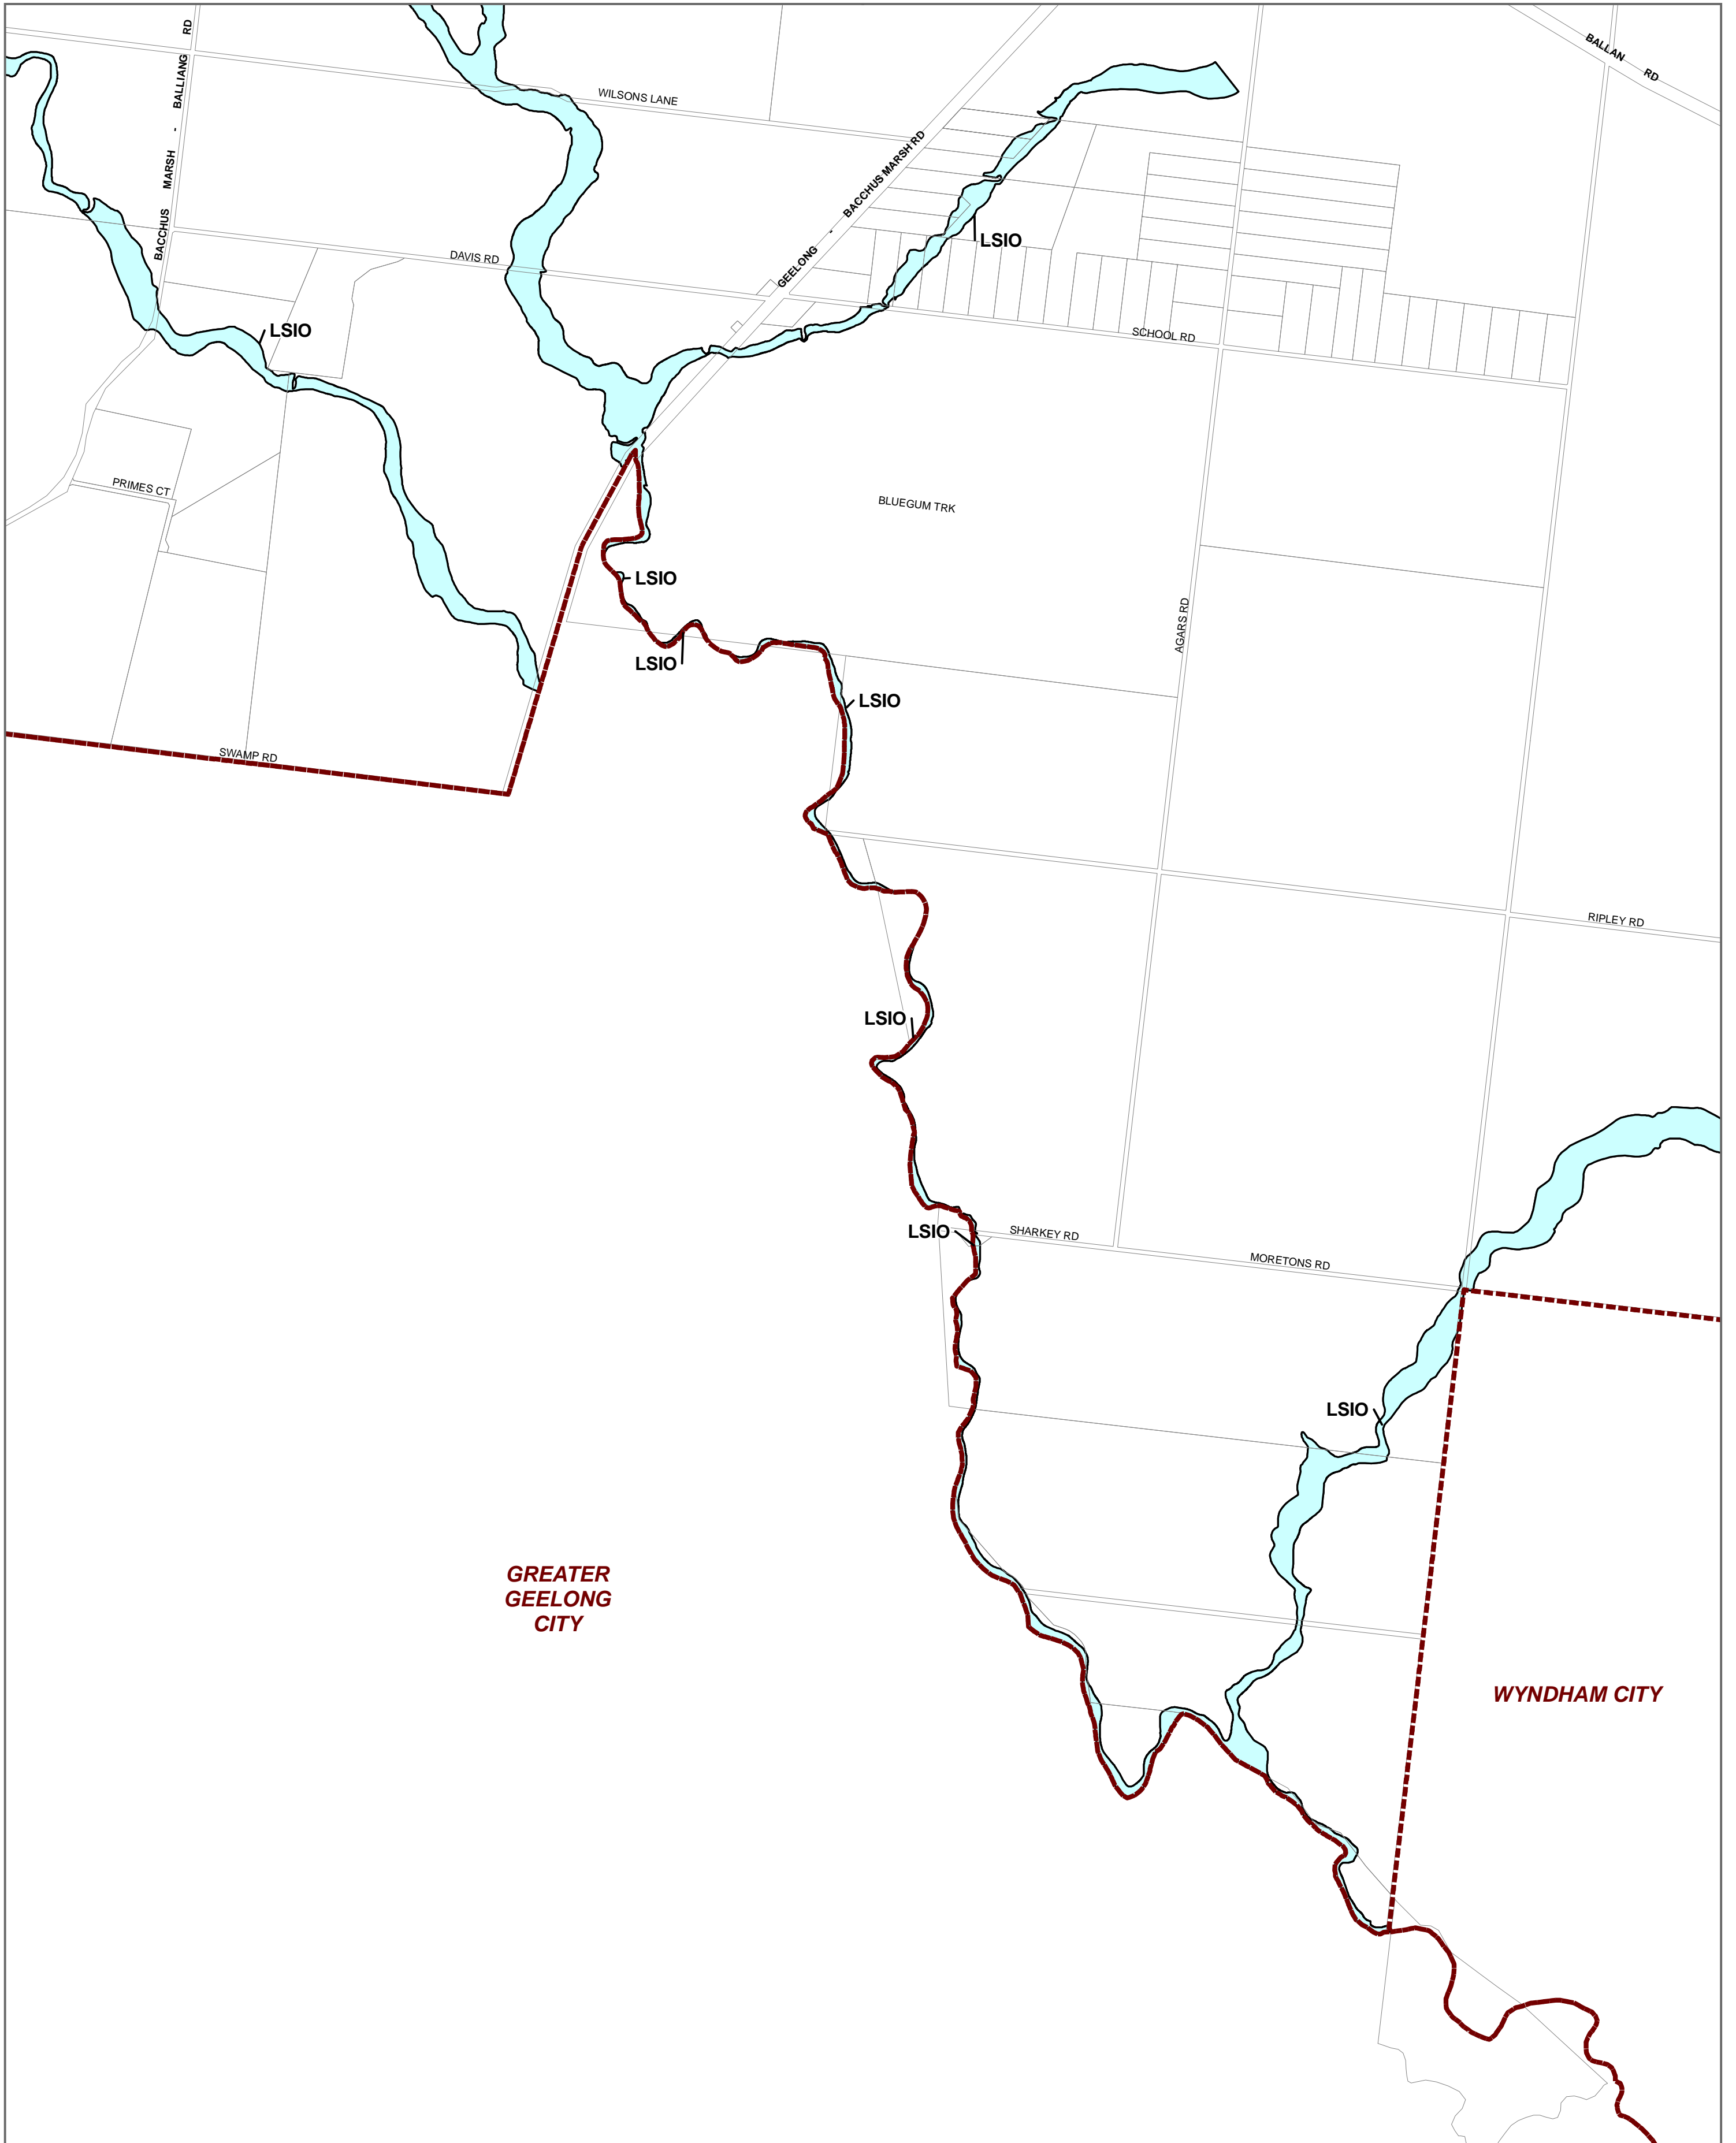 BALLAN RD
BACCHUS MARSH - BALLIANG RD
WILSONS LANE
GEELONG - BACCHUS MARSH RD
LSIO
DAVIS RD
LSIO
SCHOOL RD
PRIMES CT
BLUEGUM TRK
LSIO
AGARS RD
LSIO
LSIO
SWAMP RD
RIPLEY RD
LSIO
LSIO
SHARKEY RD
MORETONS RD
LSIO
GREATER
GEELONG
CITY
WYNDHAM CITY